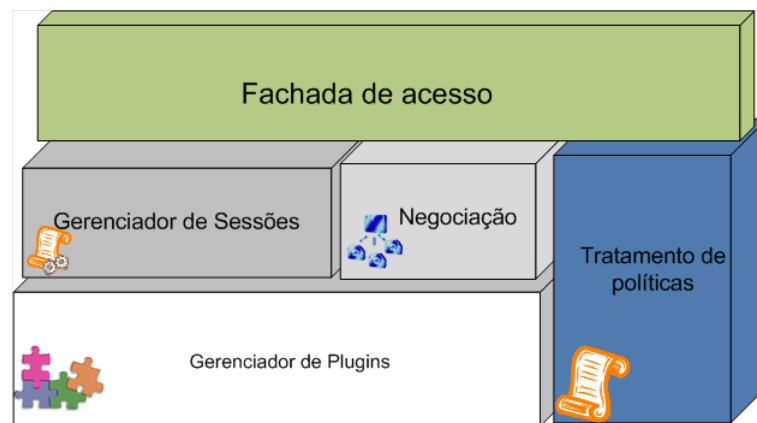 Fachada de acesso
Gerenciador de Sessões
Negociação
Tratamento de
políticas
Gerenciador de Plugins